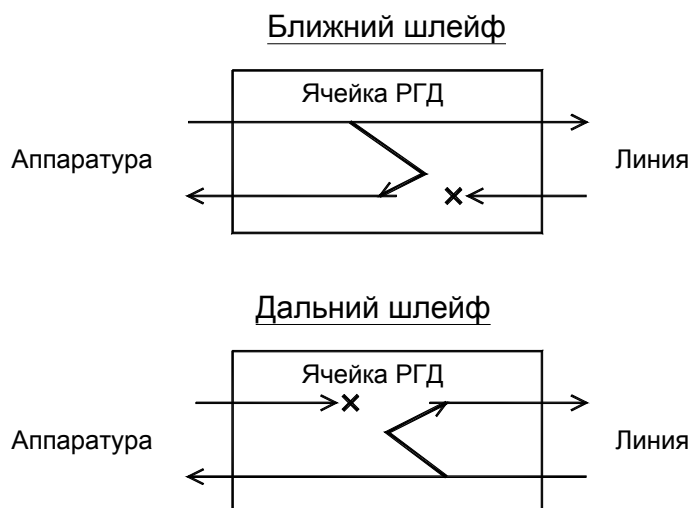 Ближний шлейф
Ячейка РГД
Аппаратура
Линия
Дальний шлейф
Ячейка РГД
Аппаратура
Линия